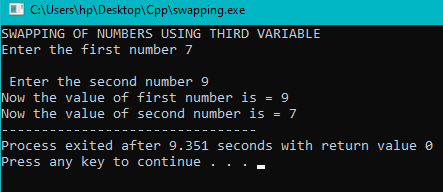 C:\Users\hp\Desktop\Cpp\swapping.exe
SWAPPING OF NUMBERS USING THIRD VARIABLE
Enter the first number 7
Enter the second number 9
Now the value of first number is = 9
Now the value of second number is = 7
--------------------------------
Process exited after 9.351 seconds with return value 0
Press any key to continue . . .